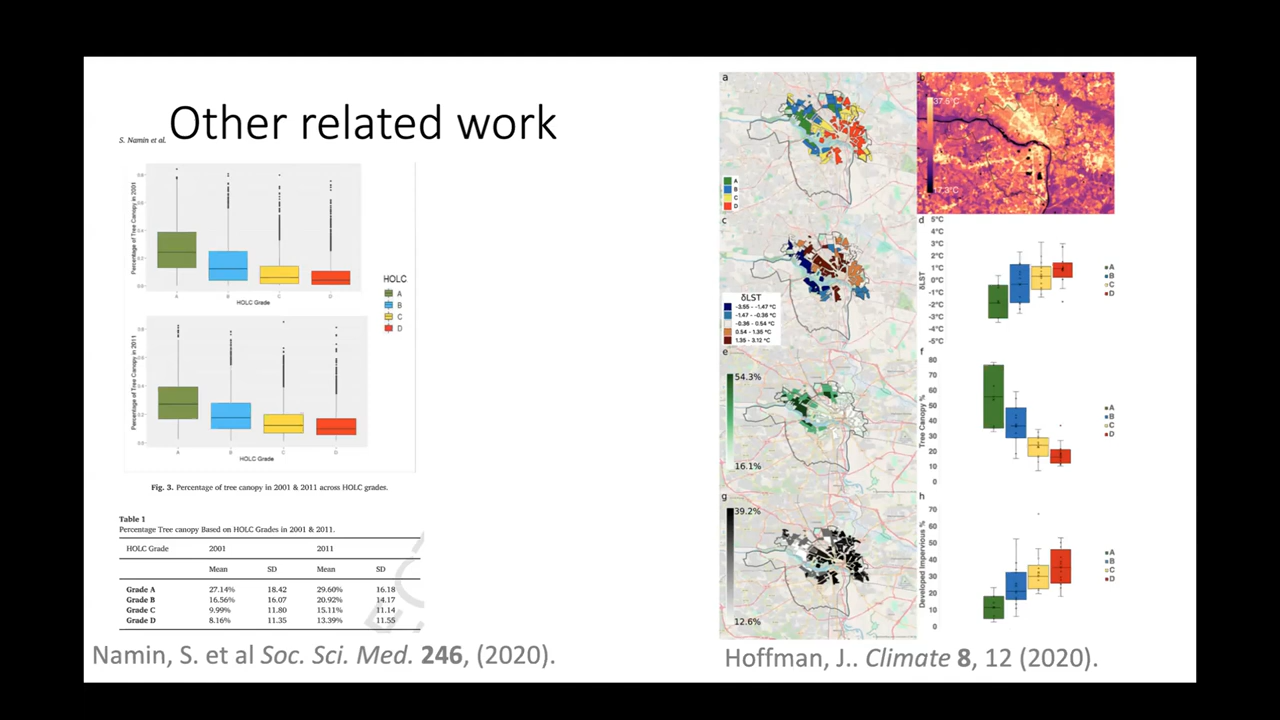 Other related work
S. Namin et al.
Percentage of Tree Canopy in 2001
A
B
C
D
HOLC Grade
HOLC
A
B
C
D
Percentage of Tree Canopy in 2011
A
B
C
D
HOLC Grade
Fig. 3. Percentage of tree canopy in 2001 & 2011 across HOLC grades.
Table 1
Percentage Tree canopy Based on HOLC Grades in 2001 & 2011.
HOLC Grade 2001 2011
Mean SD Mean SD
Grade A 27.14% 18.42 29.60% 16.18
Grade B 16.56% 16.07 20.92% 14.17
Grade C 9.99% 11.80 15.11% 11.14
Grade D 8.16% 11.35 13.39% 11.55
Namin, S. et al Soc. Sci. Med. 246, (2020).
a
A
B
C
D
b
37.6°C
c
δLST
-3.55 - -1.47 °C
-1.47 - -0.36 °C
-0.36 - 0.54 °C
0.54 - 1.35 °C
1.35 - 3.12 °C
d
5°C
4°C
3°C
2°C
1°C
0°C
-1°C
-2°C
-3°C
-4°C
-5°C
δLST
A
B
C
D
e
54.3%
16.1%
f
80
70
60
50
40
30
20
10
0
Tree Canopy %
A
B
C
D
g
39.2%
12.6%
h
70
60
50
40
30
20
10
0
Developed Impervious %
A
B
C
D
Hoffman, J.. Climate 8, 12 (2020).